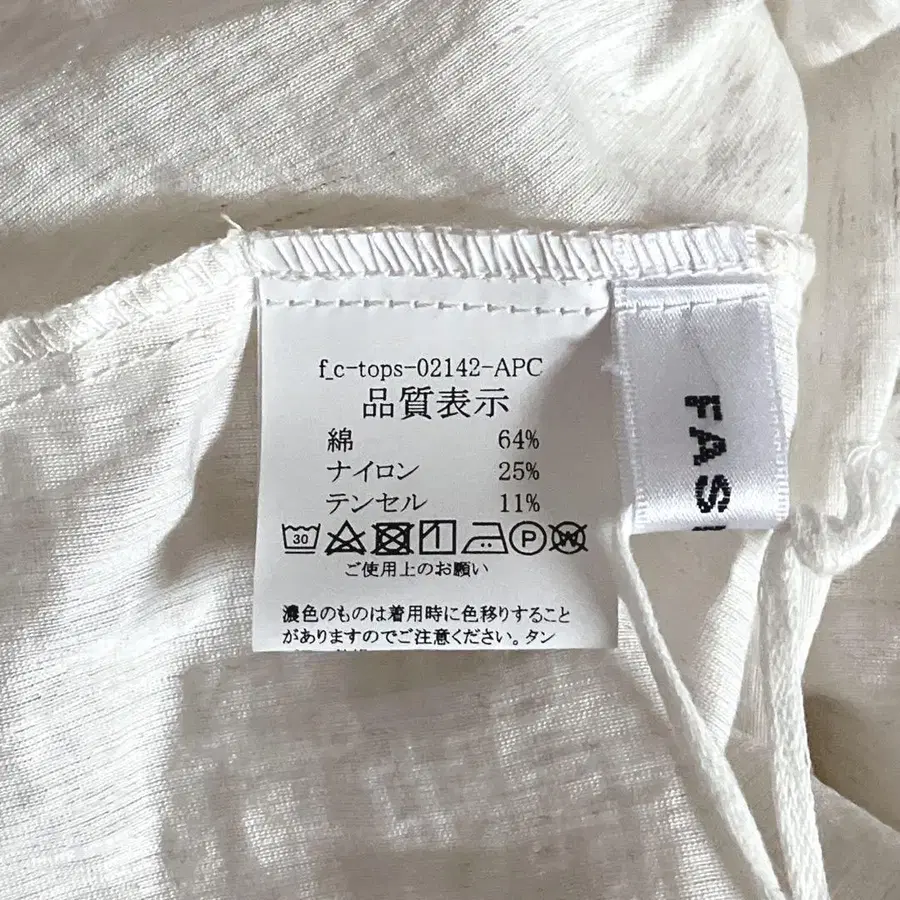 f_c-tops-02142-APC
品質表示
綿 64%
ナイロン 25%
テンセル 11%
30 P W
ご使用上のお願い
濃色のものは着用時に色移りすること
がありますのでご注意ください。タン
FAS